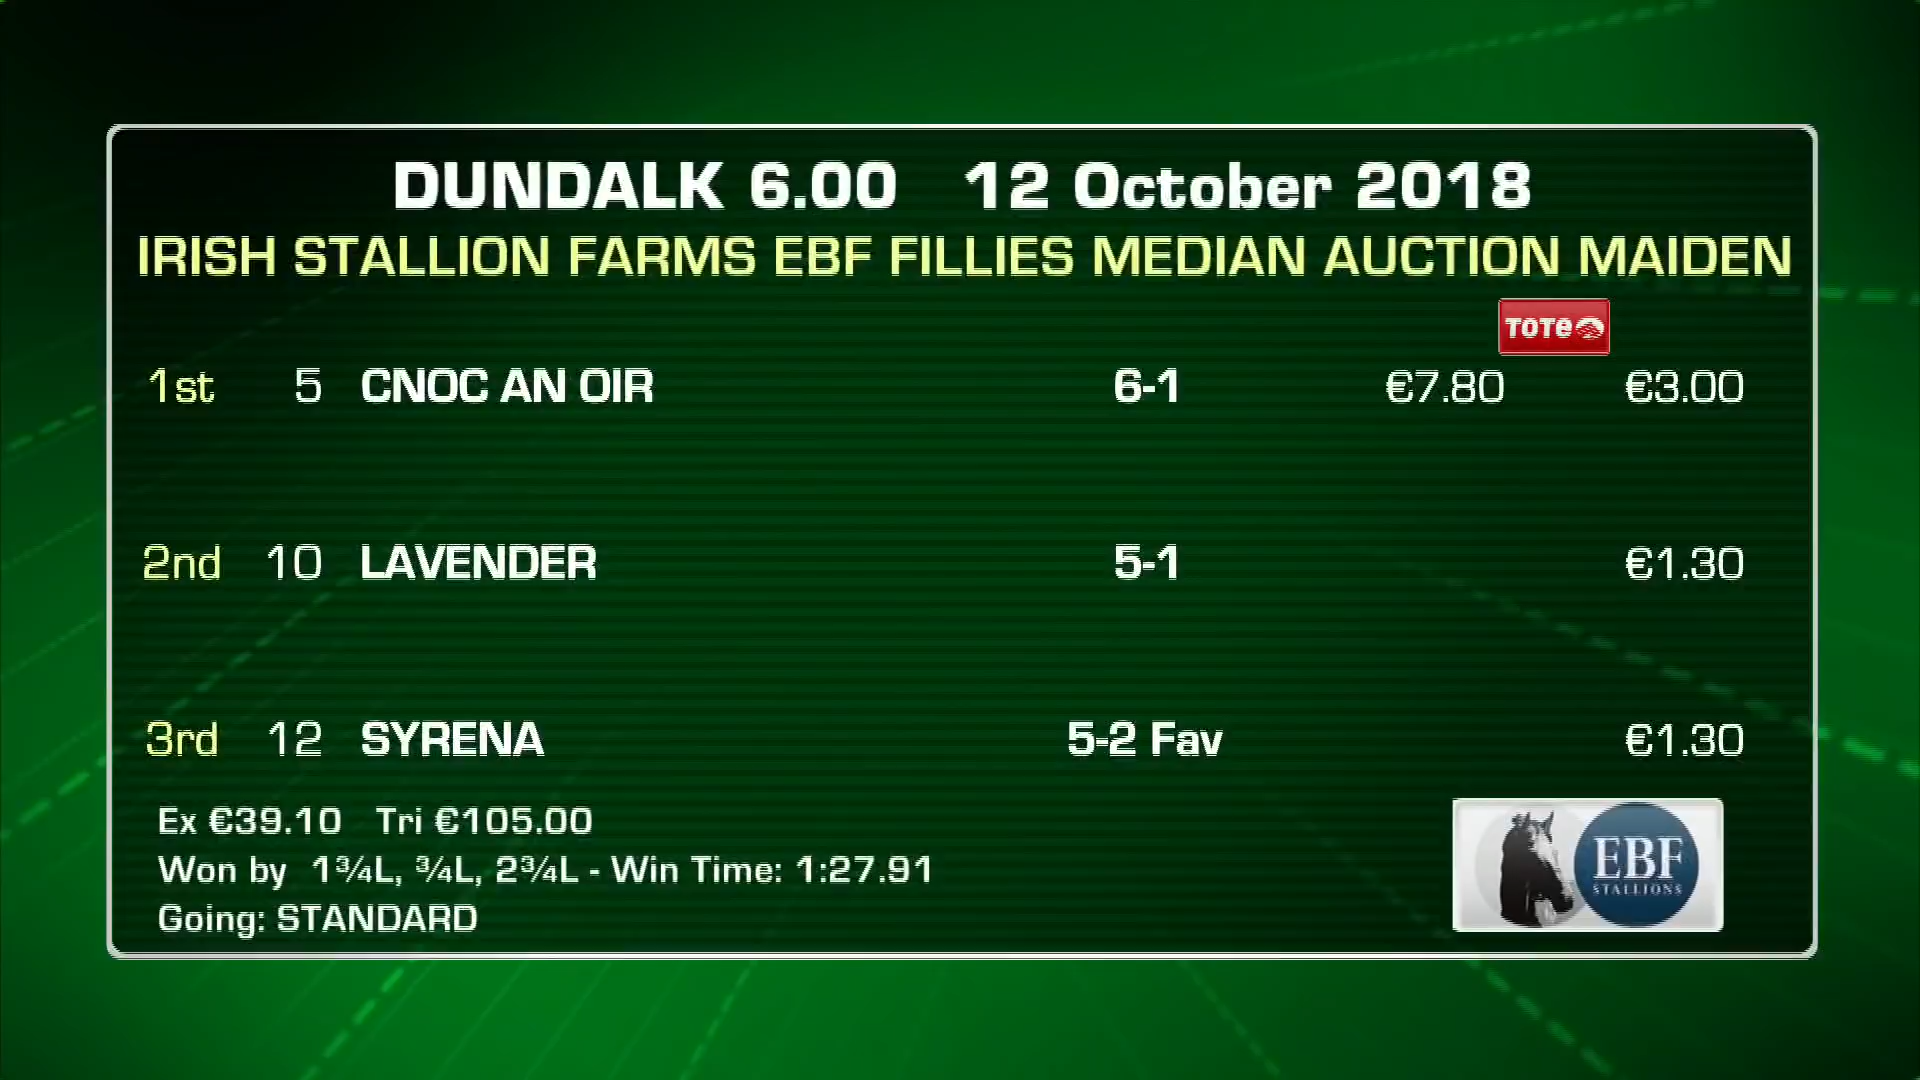 DUNDALK 6.00 12 October 2018
IRISH STALLION FARMS EBF FILLIES MEDIAN AUCTION MAIDEN
TOTE
1st 5 CNOC AN OIR 6-1 €7.80 €3.00
2nd 10 LAVENDER 5-1 €1.30
3rd 12 SYRENA 5-2 Fav €1.30
Ex €39.10 Tri €105.00
Won by 1¾L, ¾L, 2¾L - Win Time: 1:27.91
Going: STANDARD
EBF
STALLIONS